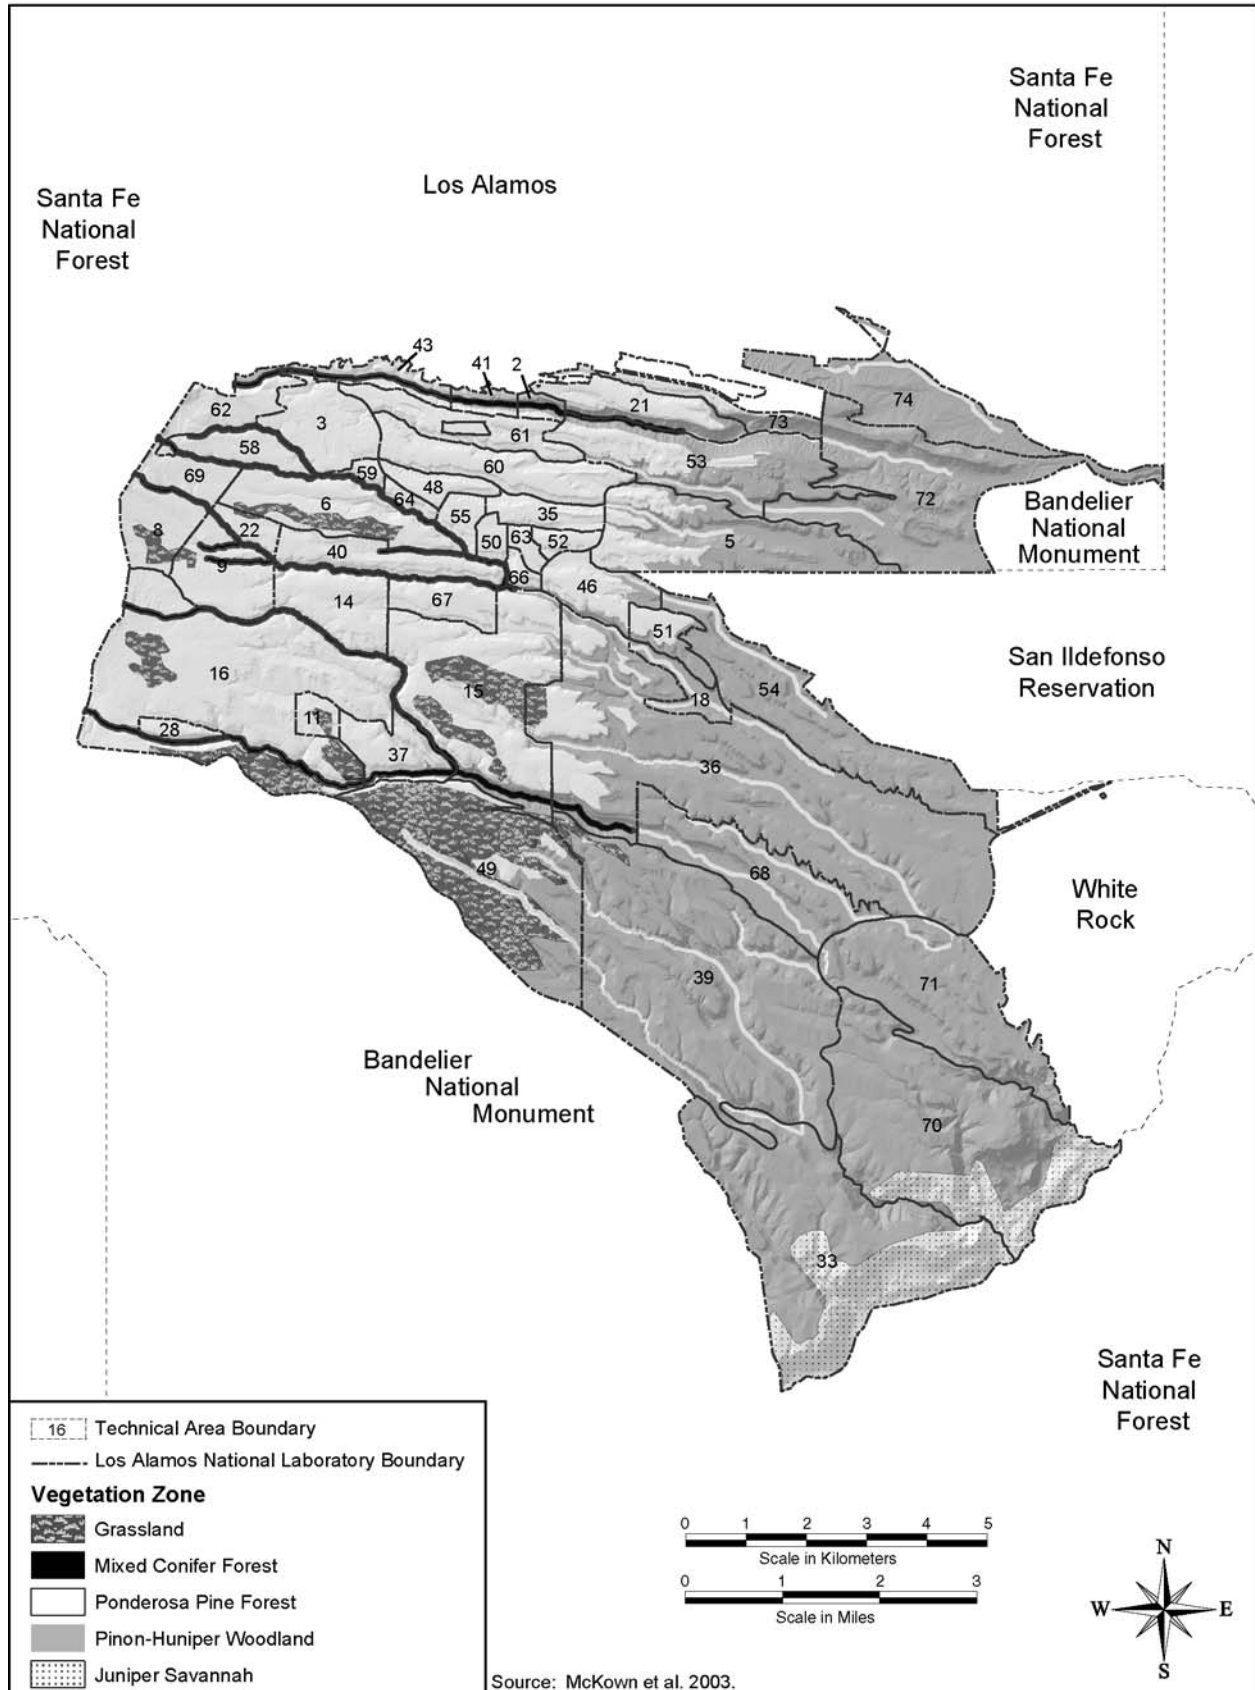 Santa Fe
National
Forest
Los Alamos
Santa Fe
National
Forest
43
41
2
62
3
21
74
73
61
58
53
60
59
69
48
64
72
6
55
35
Bandelier
National
Monument
8
22
50
63
52
5
40
9
66
46
14
67
51
San Ildefonso
Reservation
16
15
18
54
11
28
37
36
49
68
White
Rock
39
71
Bandelier
National
Monument
70
33
Santa Fe
National
Forest
16 Technical Area Boundary
Los Alamos National Laboratory Boundary
Vegetation Zone
Grassland
Mixed Conifer Forest
Ponderosa Pine Forest
Pinon-Huniper Woodland
Juniper Savannah
0 1 2 3 4 5
Scale in Kilometers
0 1 2 3
Scale in Miles
N
W E
S
Source: McKown et al. 2003.